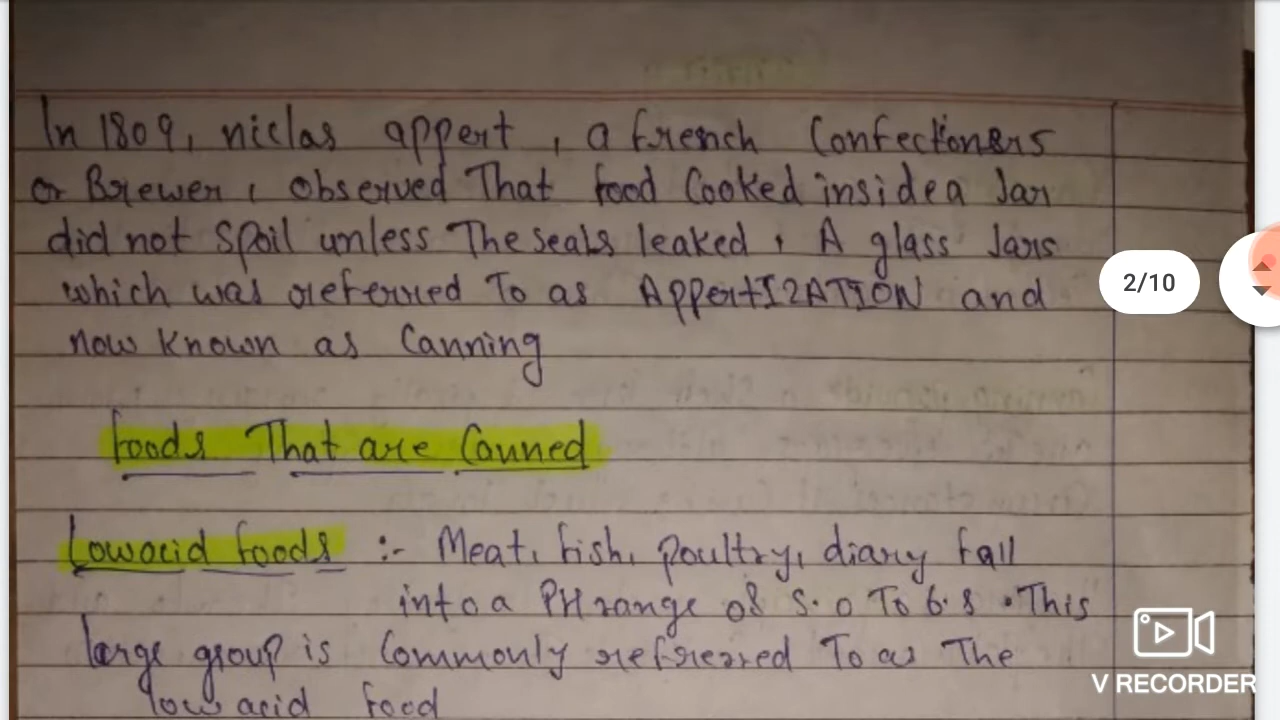 In 1809, niclas appert, a french Confectioners
or Brewer, observed That food Cooked inside a Jar
did not spoil unless The seals leaked, A glass Jars
which was referred To as AppertIZATION and
now known as Canning
2/10
foods That are Canned
Lowacid foods :- Meat, fish, poultry, diary fall
into a PH range of 5.0 To 6.8. This
large group is Commonly referred To as The
low acid food
V RECORDER